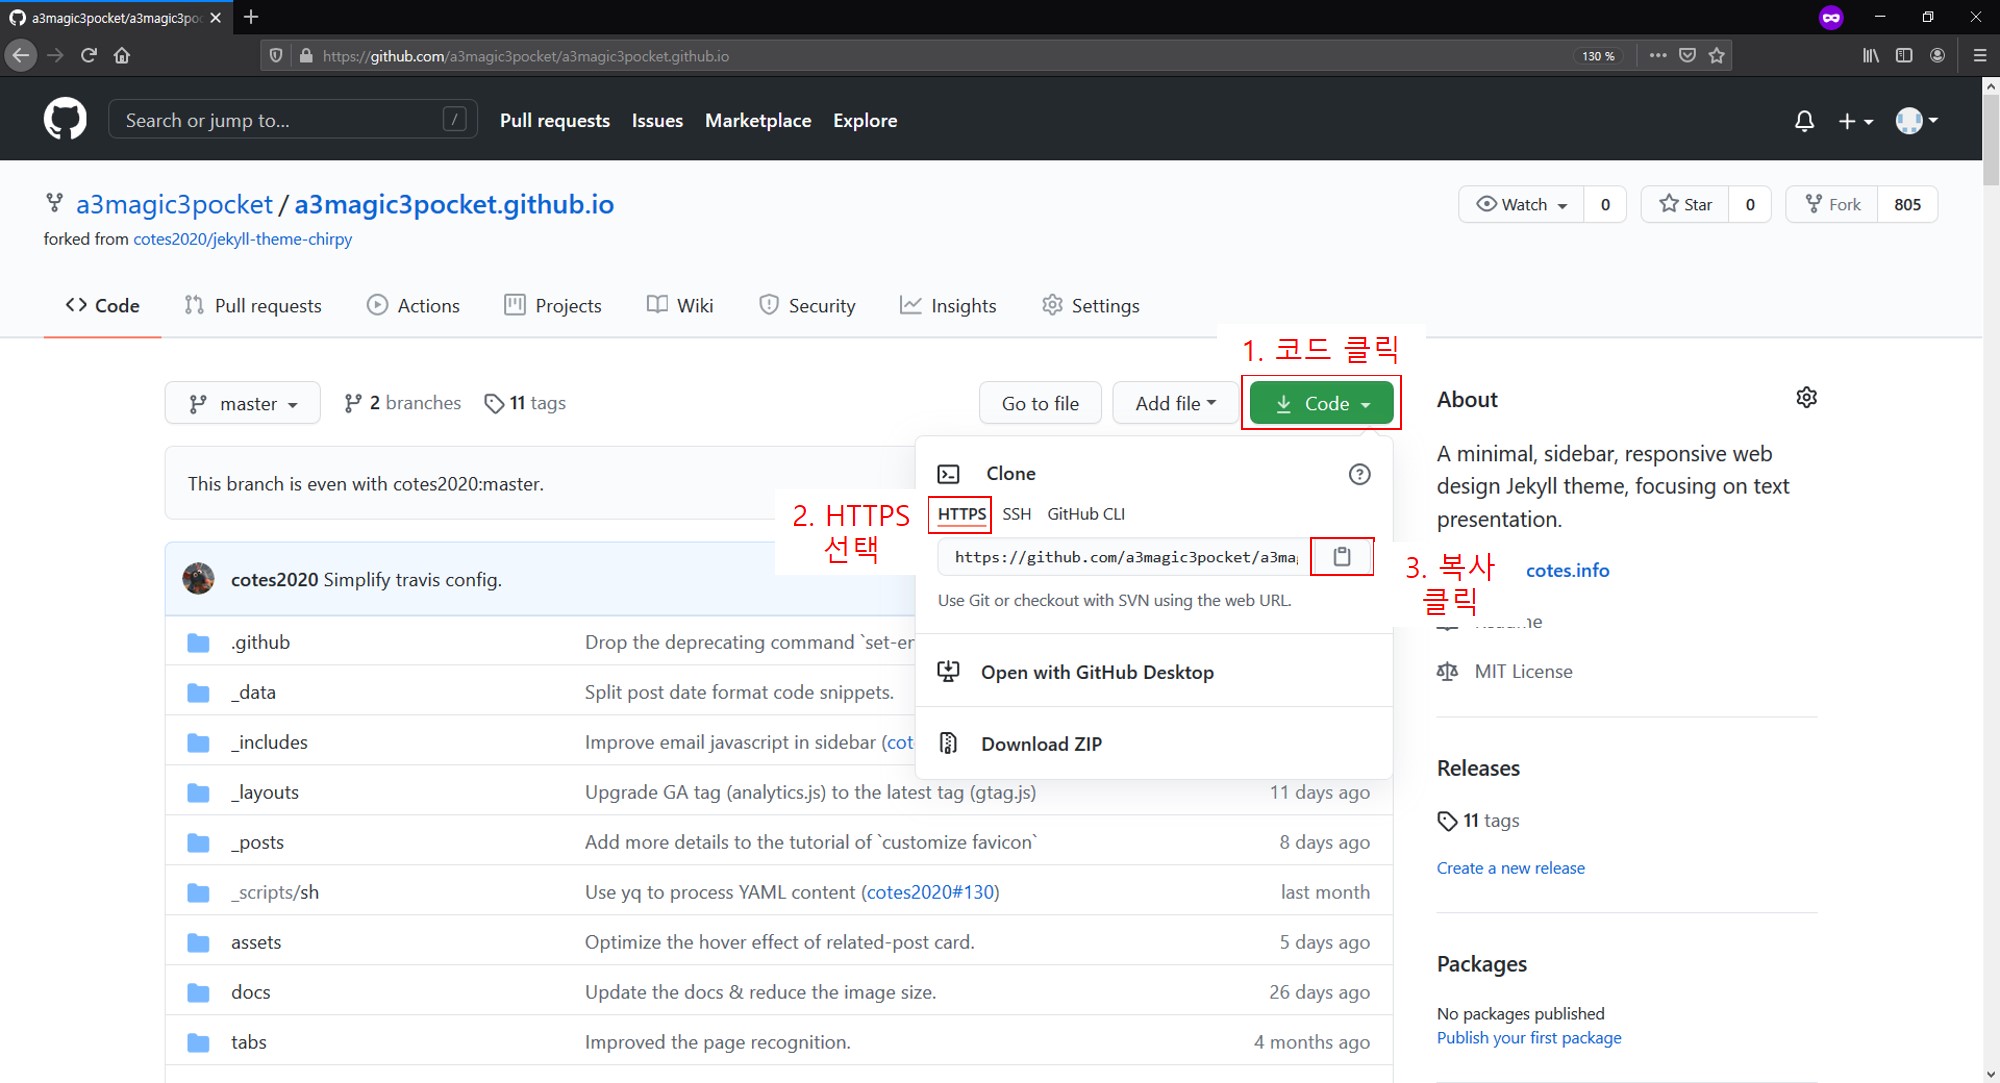 a3magic3pocket/a3magic3poc
https://github.com/a3magic3pocket/a3magic3pocket.github.io
130 %
Search or jump to...
/
Pull requests
Issues
Marketplace
Explore
a3magic3pocket / a3magic3pocket.github.io
forked from cotes2020/jekyll-theme-chirpy
Watch 0
Star 0
Fork 805
Code
Pull requests
Actions
Projects
Wiki
Security
Insights
Settings
1. 코드 클릭
master
2 branches
11 tags
Go to file
Add file
Code
This branch is even with cotes2020:master.
Clone
2. HTTPS
선택
HTTPS
SSH
GitHub CLI
https://github.com/a3magic3pocket/a3ma
3. 복사
클릭
Use Git or checkout with SVN using the web URL.
Open with GitHub Desktop
Download ZIP
cotes2020 Simplify travis config.
.github Drop the deprecating command `set-er
_data Split post date format code snippets.
_includes Improve email javascript in sidebar (cot
_layouts Upgrade GA tag (analytics.js) to the latest tag (gtag.js) 11 days ago
_posts Add more details to the tutorial of `customize favicon` 8 days ago
_scripts/sh Use yq to process YAML content (cotes2020#130) last month
assets Optimize the hover effect of related-post card. 5 days ago
docs Update the docs & reduce the image size. 26 days ago
tabs Improved the page recognition. 4 months ago
About
A minimal, sidebar, responsive web
design Jekyll theme, focusing on text
presentation.
cotes.info
Readme
MIT License
Releases
11 tags
Create a new release
Packages
No packages published
Publish your first package